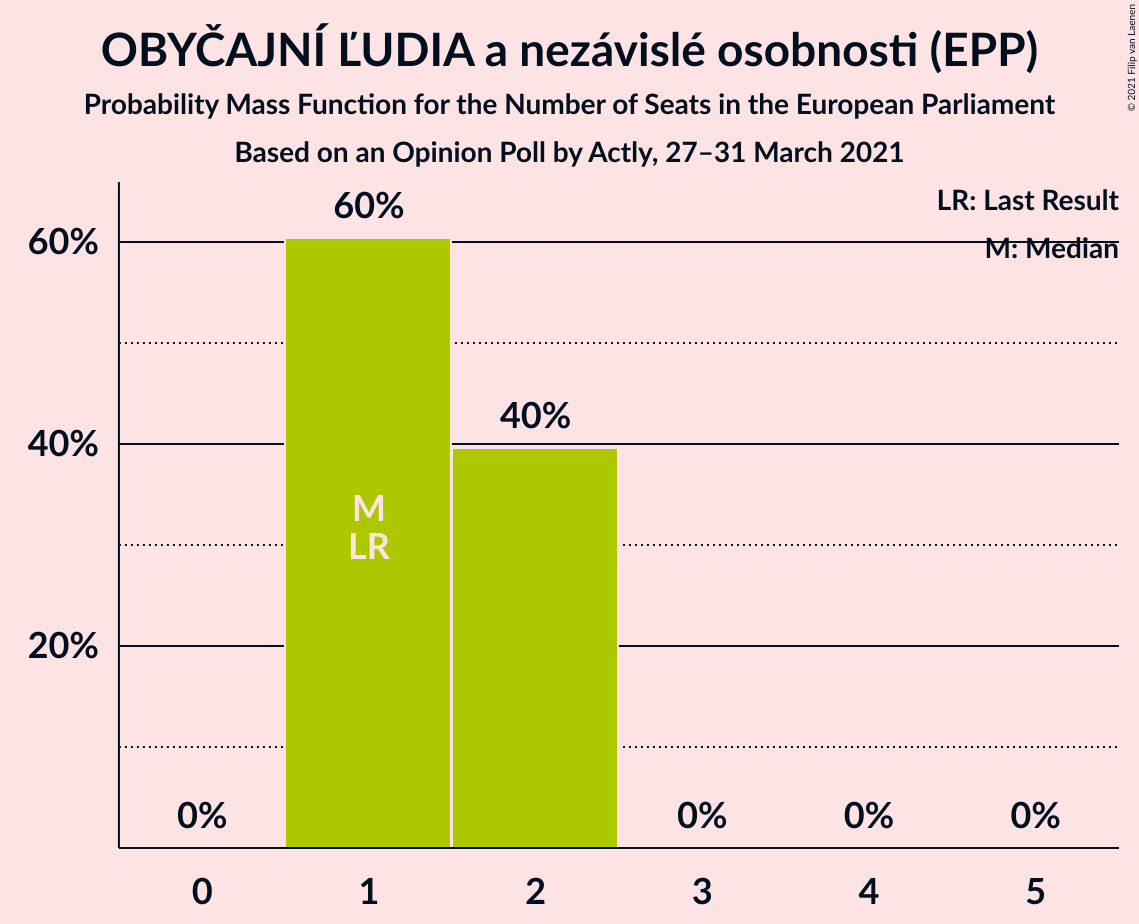 OBYČAJNÍ ĽUDIA a nezávislé osobnosti (EPP)
Probability Mass Function for the Number of Seats in the European Parliament
Based on an Opinion Poll by Actly, 27–31 March 2021
© 2021 Filip van Laenen
LR: Last Result
M: Median
60%
40%
20%
0%
60%
40%
0%
0%
0%
M
LR
0
1
2
3
4
5